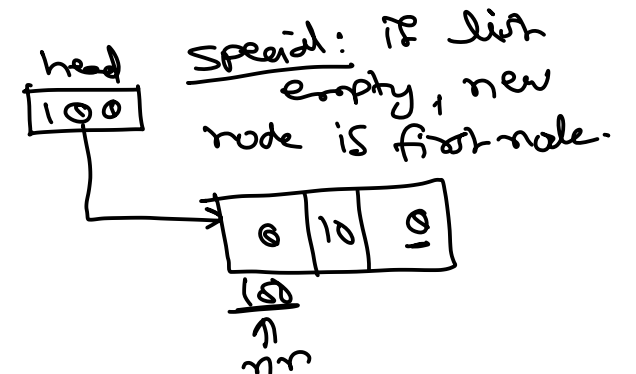 special: if list
head
empty, new
100
node is first node.
0 10 0
100
nn